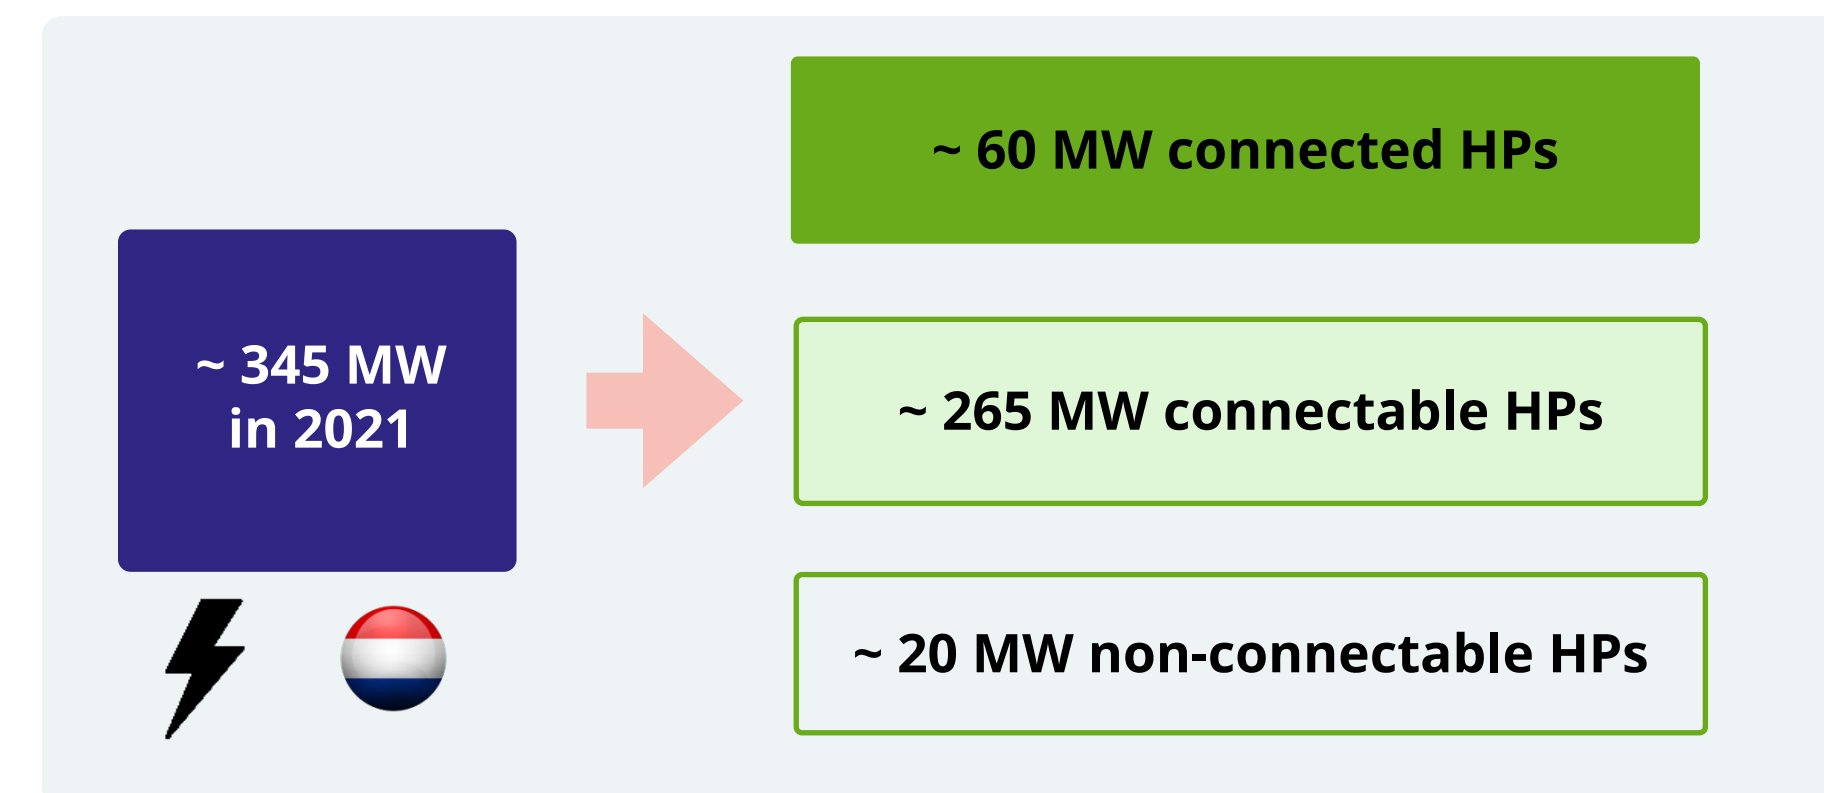 ~ 345 MW
in 2021
~ 60 MW connected HPs
~ 265 MW connectable HPs
~ 20 MW non-connectable HPs